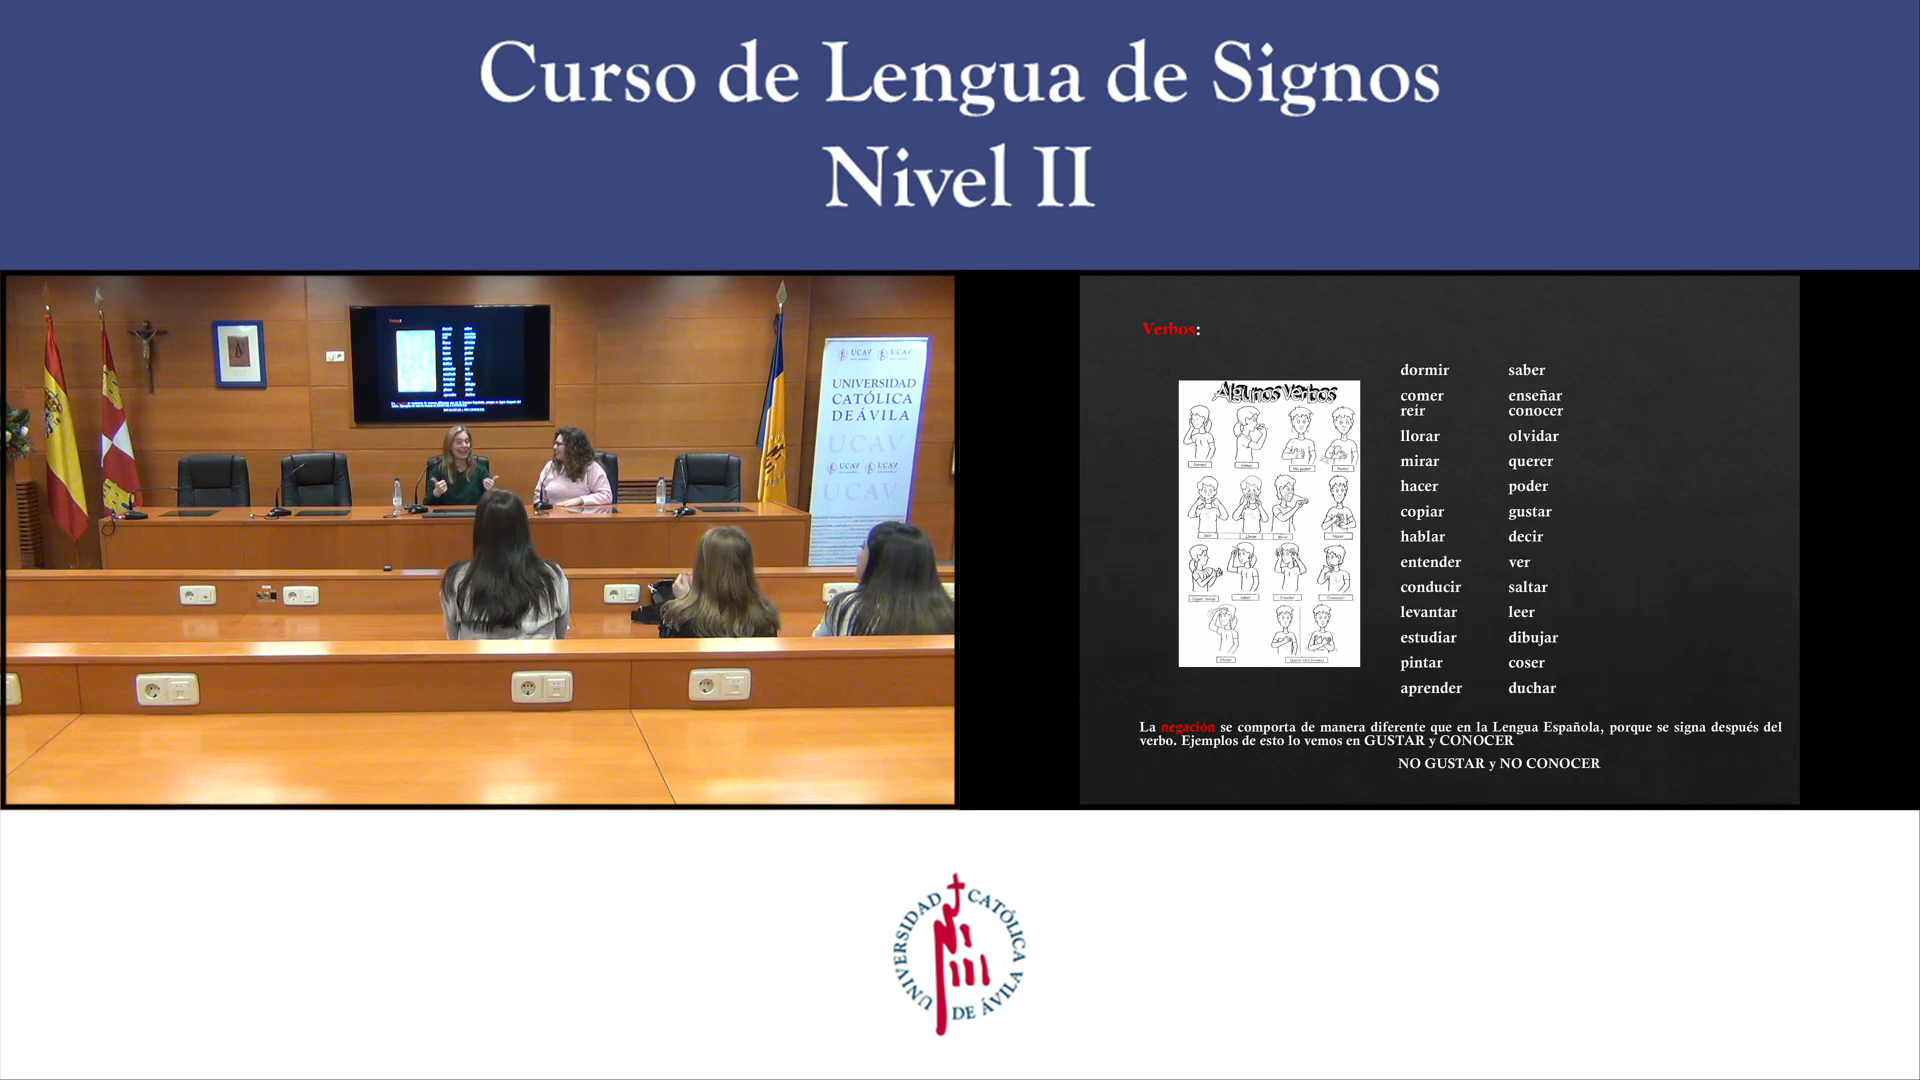 Curso de Lengua de Signos
Nivel II
UCAV UCAV
UNIVERSIDAD
CATÓLICA
DE ÁVILA
UCAV
UCAV UCAV
UCAV
Verbos:
Algunos Verbos
dormir saber
comer enseñar
reír conocer
llorar olvidar
mirar querer
hacer poder
copiar gustar
hablar decir
entender ver
conducir saltar
levantar leer
estudiar dibujar
pintar coser
aprender duchar
La negación se comporta de manera diferente que en la Lengua Española, porque se signa después del
verbo. Ejemplos de esto lo vemos en GUSTAR y CONOCER
NO GUSTAR y NO CONOCER
UNIVERSIDAD CATÓLICA
DE ÁVILA